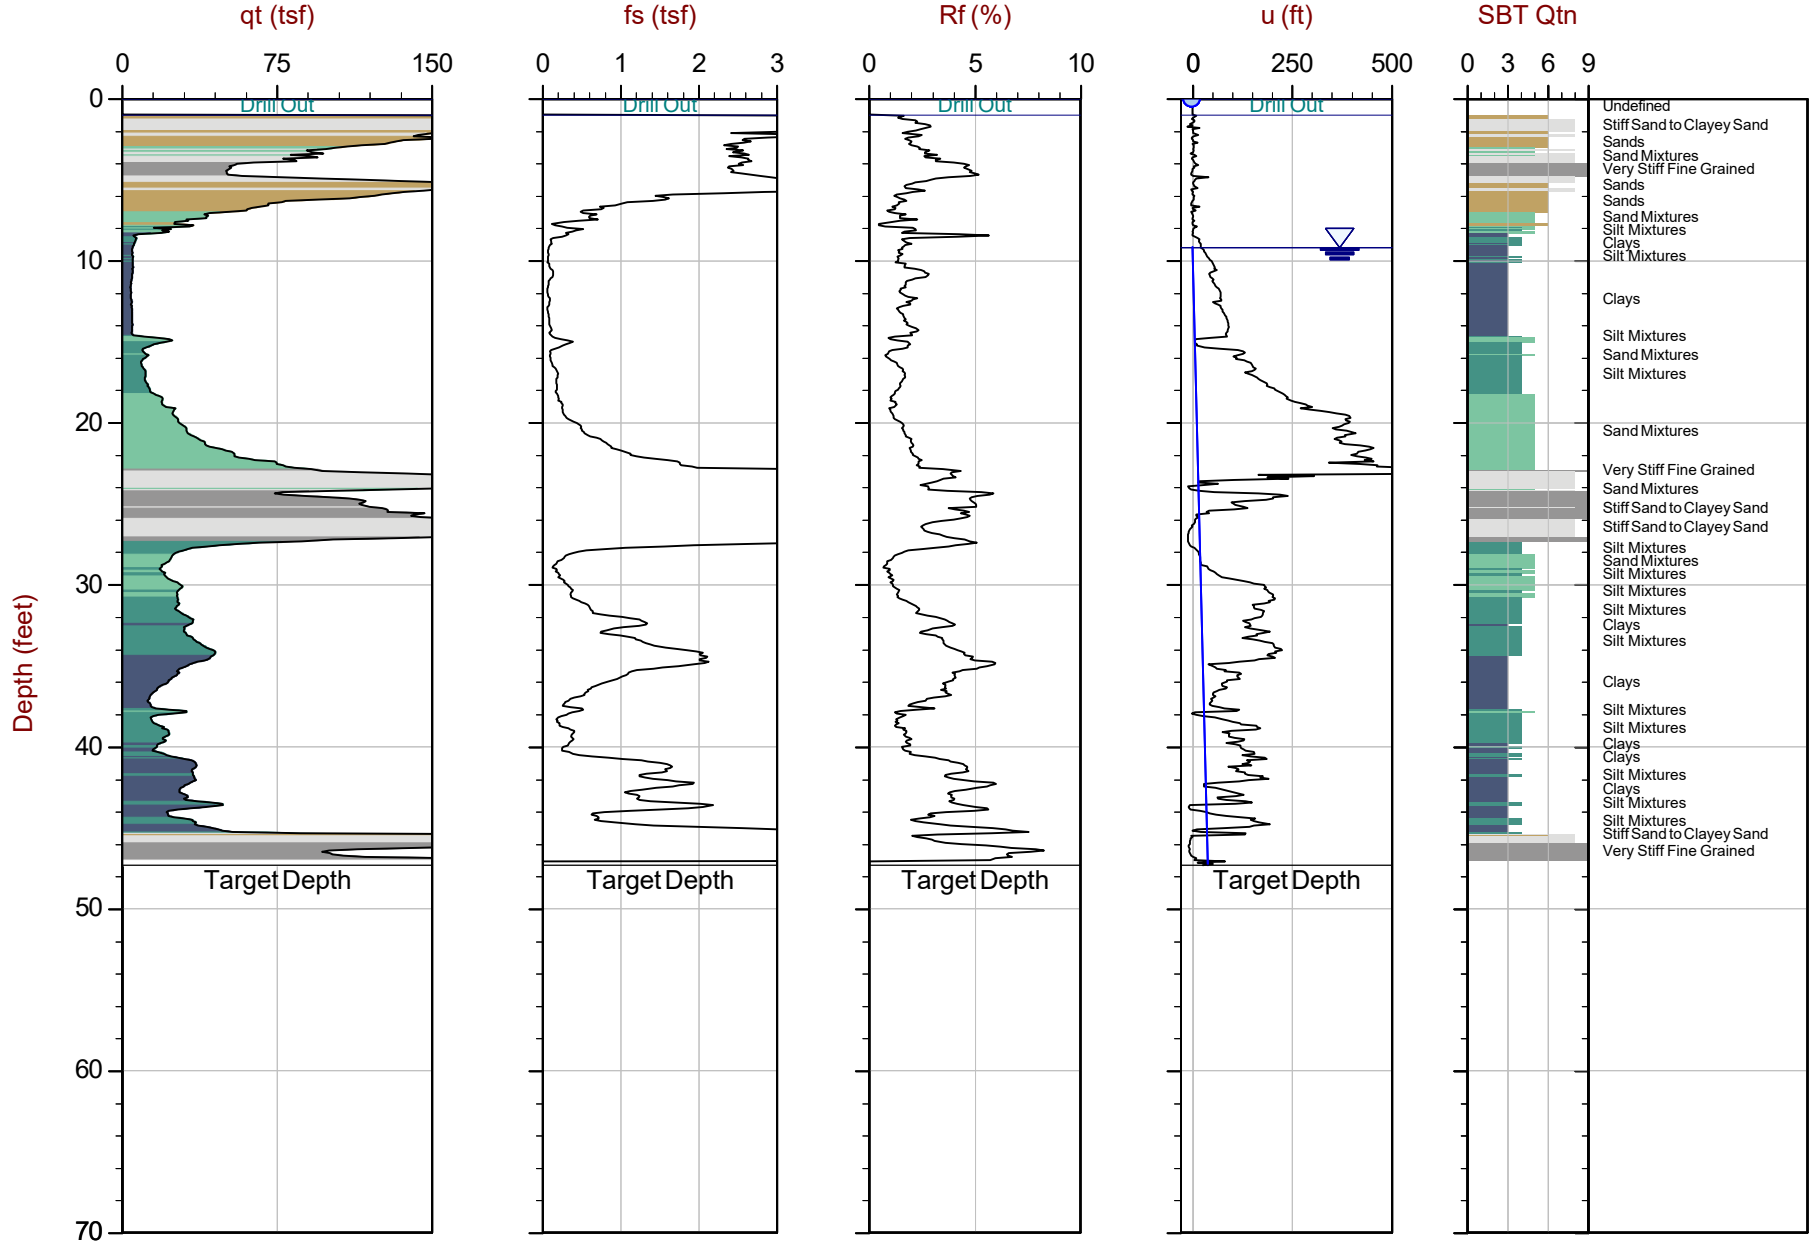 qt (tsf) fs (tsf) Rf (%) u (ft) SBT Qtn
0 75 150 0 1 2 3 0 5 10 0 250 500 0 3 6 9
0 Drill Out Drill Out Drill Out Drill Out Undefined
Stiff Sand to Clayey Sand
Sands
Sand Mixtures
Very Stiff Fine Grained
Sands
Sands
Sand Mixtures
Silt Mixtures
Clays
Silt Mixtures
10
Clays
Silt Mixtures
Sand Mixtures
Silt Mixtures
20
Sand Mixtures
Very Stiff Fine Grained
Sand Mixtures
Stiff Sand to Clayey Sand
Stiff Sand to Clayey Sand
Silt Mixtures
Sand Mixtures
Silt Mixtures
30
Silt Mixtures
Silt Mixtures
Clays
Silt Mixtures
Depth (feet)
Clays
Silt Mixtures
Silt Mixtures
40 Clays
Clays
Silt Mixtures
Clays
Silt Mixtures
Silt Mixtures
Stiff Sand to Clayey Sand
Very Stiff Fine Grained
Target Depth Target Depth Target Depth Target Depth
50
60
70